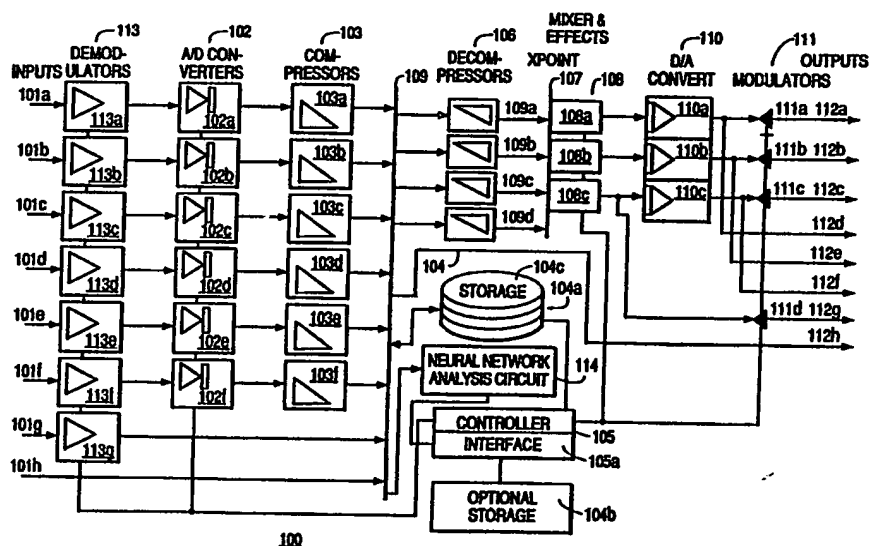 113 102 103 MIXER &
106 EFFECTS 110 111
DEMOD- A/D CON- COM- DECOM- XPOINT D/A OUTPUTS
INPUTS ULATORS VERTERS PRESSORS 109 PRESSORS 107 108 CONVERT MODULATORS
101a 113a 102a 103a 109a 108a 110a 111a 112a
101b 113b 102b 103b 109b 108b 110b 111b 112b
101c 113c 102c 103c 109c 108c 110c 111c 112c
109d 112d
101d 113d 102d 103d 104 104c 112e
STORAGE 104a 112f
101e 113e 102e 103e 111d 112g
112h
101f 113f 102f 103f NEURAL NETWORK
ANALYSIS CIRCUIT 114
101g 113g CONTROLLER 105
INTERFACE 105a
101h
OPTIONAL
STORAGE 104b
100